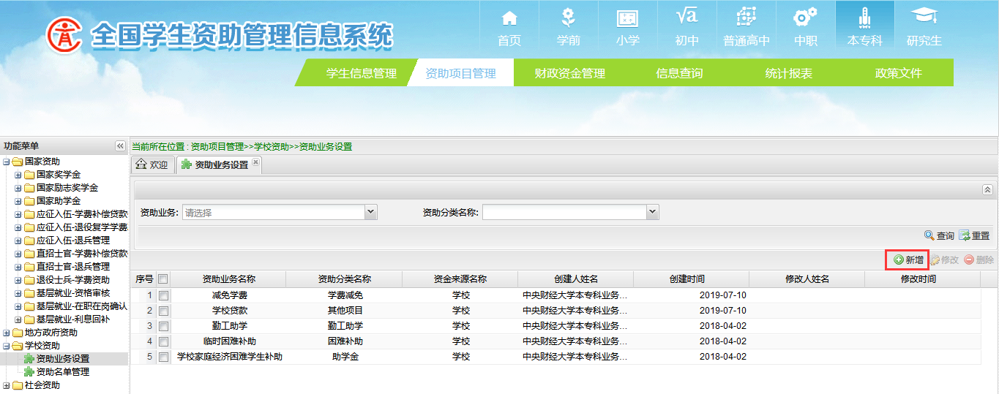 全国学生资助管理信息系统
首页 学前 小学 初中 普通高中 中职 本专科 研究生
学生信息管理 资助项目管理 财政资金管理 信息查询 统计报表 政策文件
功能菜单
国家资助
国家奖学金
国家励志奖学金
国家助学金
应征入伍-学费补偿贷款
应征入伍-退役复学学费
应征入伍-退兵管理
直招士官-学费补偿贷款
直招士官-退兵管理
退役士兵-学费资助
基层就业-资格审核
基层就业-在职在岗确认
基层就业-利息回补
地方政府资助
学校资助
资助业务设置
资助名单管理
社会资助
当前所在位置 : 资助项目管理>>学校资助>>资助业务设置
欢迎 资助业务设置
资助业务: 请选择 资助分类名称:
查询 重置
新增 修改 删除
序号 资助业务名称 资助分类名称 资金来源名称 创建人姓名 创建时间 修改人姓名 修改时间
1 减免学费 学费减免 学校 中央财经大学本专科业务... 2019-07-10
2 学校贷款 其他项目 学校 中央财经大学本专科业务... 2019-07-10
3 勤工助学 勤工助学 学校 中央财经大学本专科业务... 2018-04-02
4 临时困难补助 困难补助 学校 中央财经大学本专科业务... 2018-04-02
5 学校家庭经济困难学生补助 助学金 学校 中央财经大学本专科业务... 2018-04-02